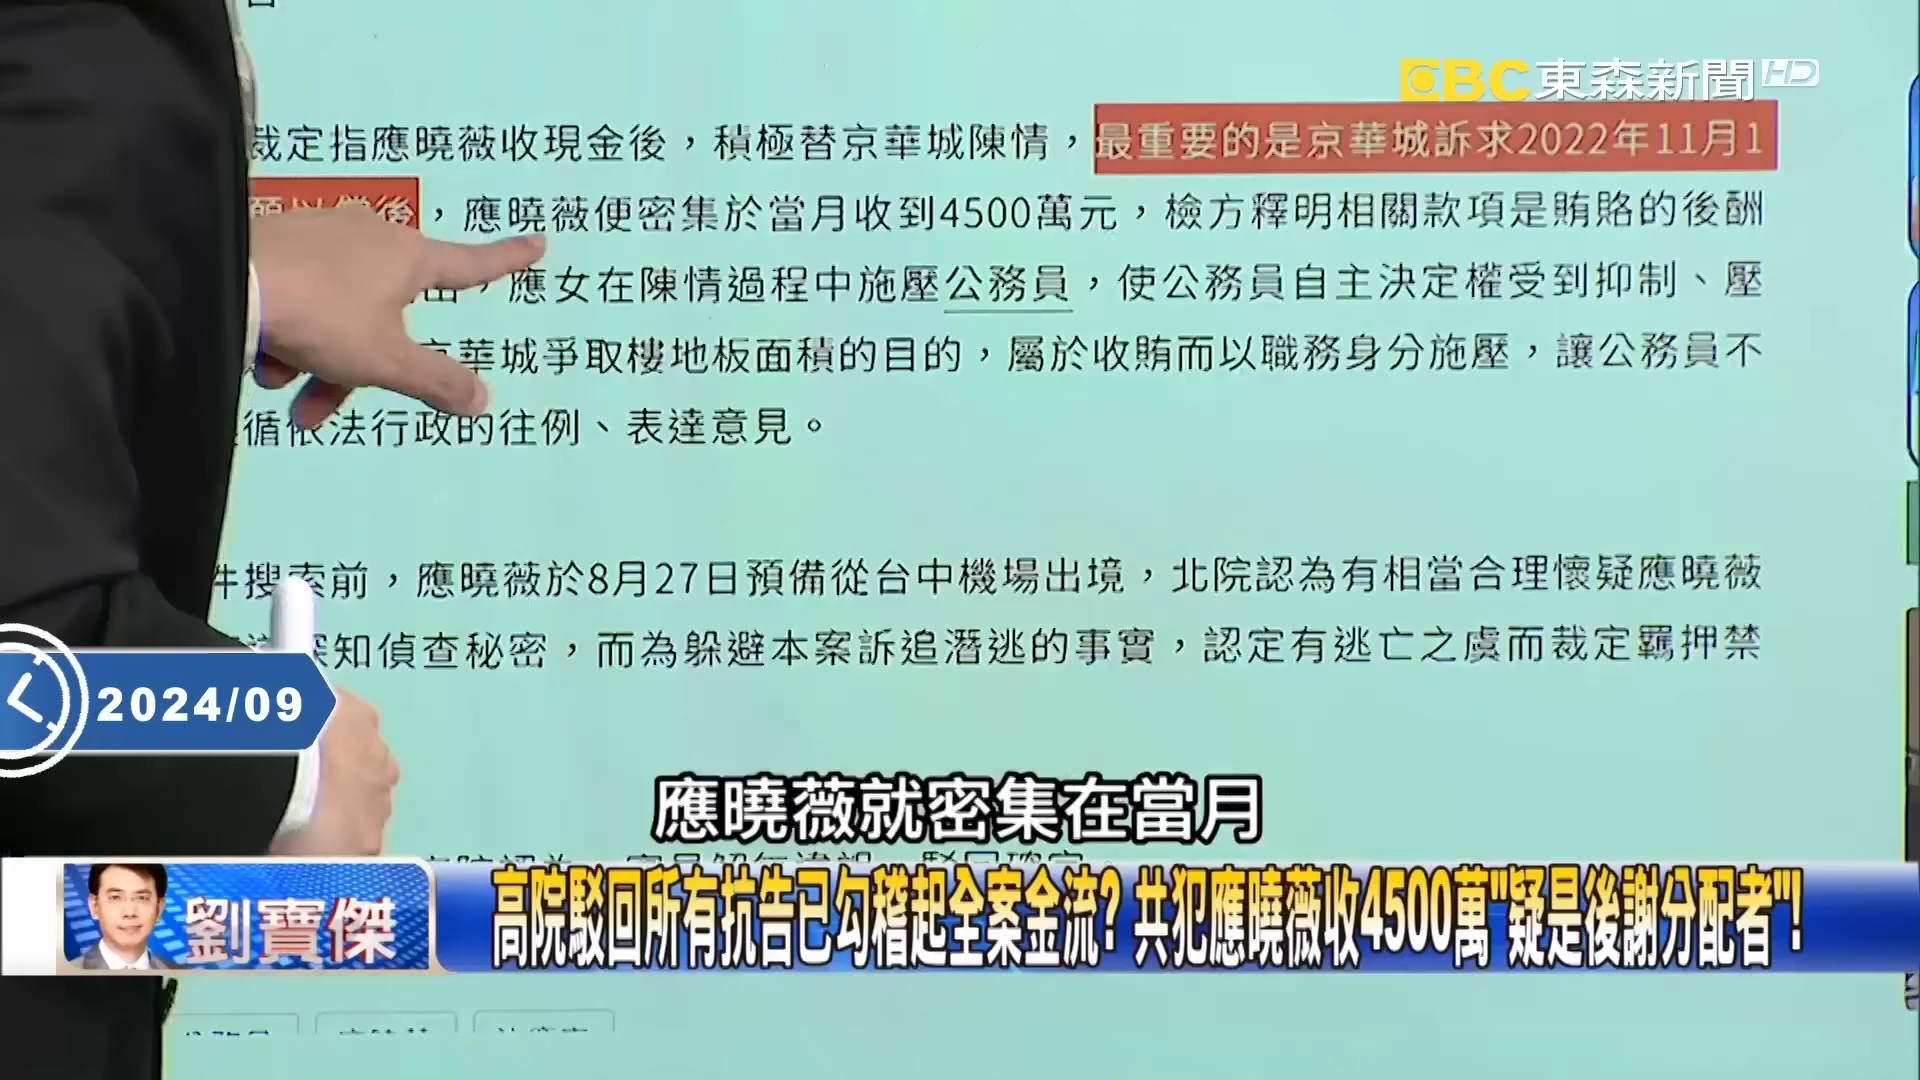 EBC東森新聞HD
裁定指應曉薇收現金後，積極替京華城陳情，最重要的是京華城訴求2022年11月1
願以償後，應曉薇便密集於當月收到4500萬元，檢方釋明相關款項是賄賂的後酬
，應女在陳情過程中施壓公務員，使公務員自主決定權受到抑制、壓
京華城爭取樓地板面積的目的，屬於收賄而以職務身分施壓，讓公務員不
循依法行政的往例、表達意見。
件搜索前，應曉薇於8月27日預備從台中機場出境，北院認為有相當合理懷疑應曉薇
探知偵查秘密，而為躲避本案訴追潛逃的事實，認定有逃亡之虞而裁定羈押禁
2024/09
應曉薇就密集在當月
劉寶傑
高院駁回所有抗告已勾稽起全案金流? 共犯應曉薇收4500萬"疑是後謝分配者"!